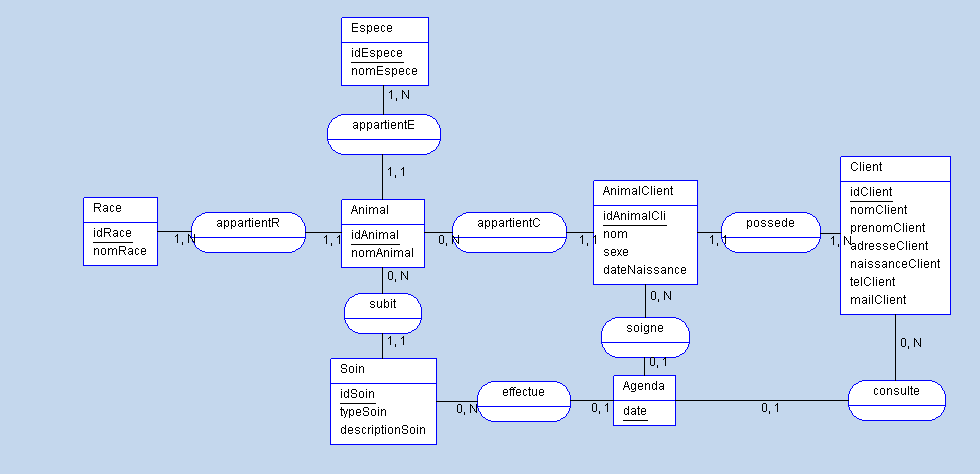 Espece
idEspece
nomEspece
1, N
appartientE
1, 1
Race
idRace
nomRace
1, N
appartientR
1, 1
Animal
idAnimal
nomAnimal
0, N
appartientC
1, 1
AnimalClient
idAnimalCli
nom
sexe
dateNaissance
1, 1
possede
1, N
Client
idClient
nomClient
prenomClient
adresseClient
naissanceClient
telClient
mailClient
0, N
subit
1, 1
0, N
soigne
0, 1
0, N
Soin
idSoin
typeSoin
descriptionSoin
0, N
effectue
0, 1
Agenda
date
0, 1
consulte